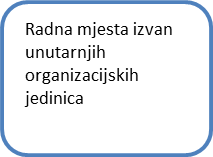 Radna mjesta izvan
unutarnjih
organizacijskih
jedinica